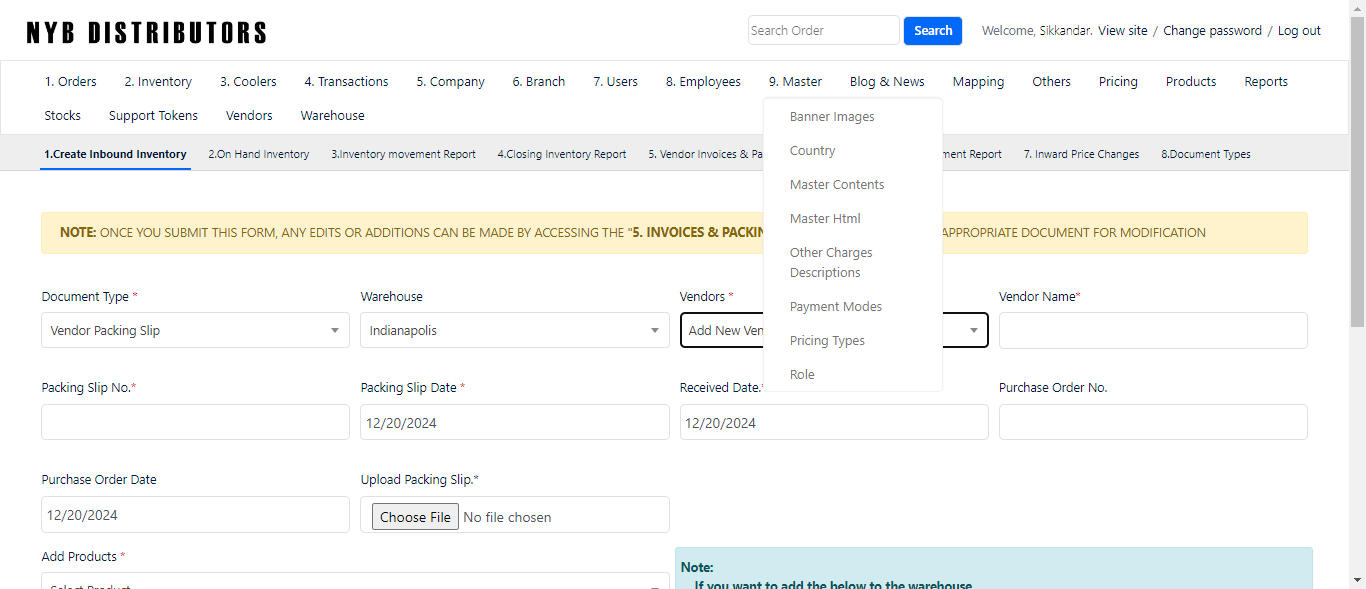 NYB DISTRIBUTORS
Search Order Search Welcome, Sikkandar. View site / Change password / Log out
1. Orders 2. Inventory 3. Coolers 4. Transactions 5. Company 6. Branch 7. Users 8. Employees 9. Master Blog & News Mapping Others Pricing Products Reports
Stocks Support Tokens Vendors Warehouse
Banner Images
Country
Master Contents
Master Html
Other Charges
Descriptions
Payment Modes
Pricing Types
Role
1.Create Inbound Inventory 2.On Hand Inventory 3.Inventory movement Report 4.Closing Inventory Report 5. Vendor Invoices & Pa ment Report 7. Inward Price Changes 8.Document Types
NOTE: ONCE YOU SUBMIT THIS FORM, ANY EDITS OR ADDITIONS CAN BE MADE BY ACCESSING THE "5. INVOICES & PACKIN APPROPRIATE DOCUMENT FOR MODIFICATION
Document Type * Warehouse Vendors * Vendor Name*
Vendor Packing Slip Indianapolis Add New Ven
Packing Slip No.* Packing Slip Date * Received Date.* Purchase Order No.
12/20/2024 12/20/2024
Purchase Order Date Upload Packing Slip.*
12/20/2024 Choose File No file chosen
Add Products *
Select Product
Note:
If you want to add the below to the warehouse